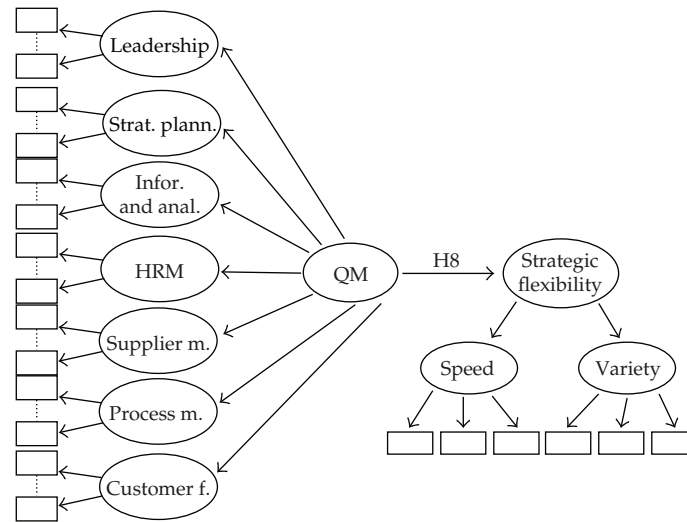 Leadership
Strat. plann.
Infor.
and anal.
HRM
Supplier m.
Process m.
Customer f.
QM
H8
Strategic
flexibility
Speed
Variety